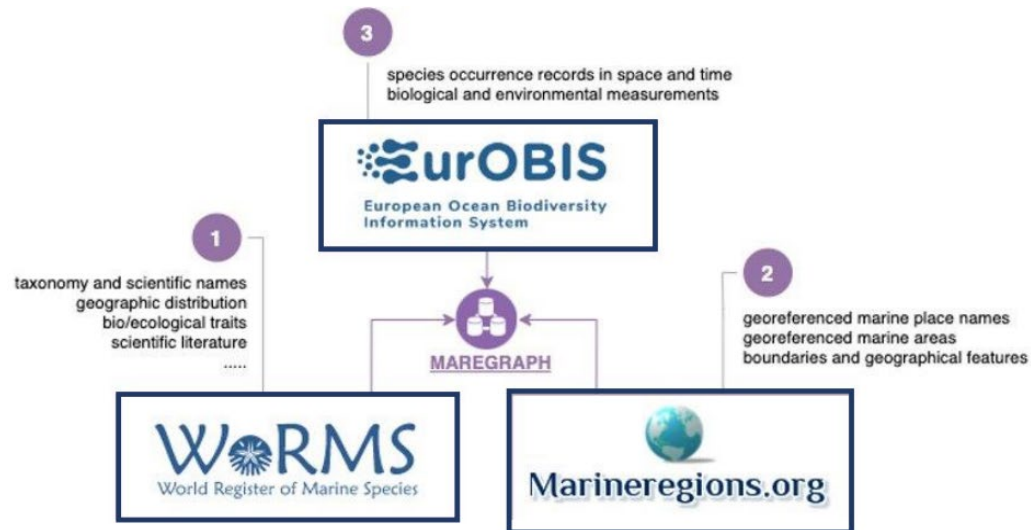 3
species occurrence records in space and time
biological and environmental measurements
EurOBIS
European Ocean Biodiversity
Information System
1
taxonomy and scientific names
geographic distribution
bio/ecological traits
scientific literature
.....
2
georeferenced marine place names
georeferenced marine areas
boundaries and geographical features
MAREGRAPH
WoRMS
World Register of Marine Species
Marineregions.org